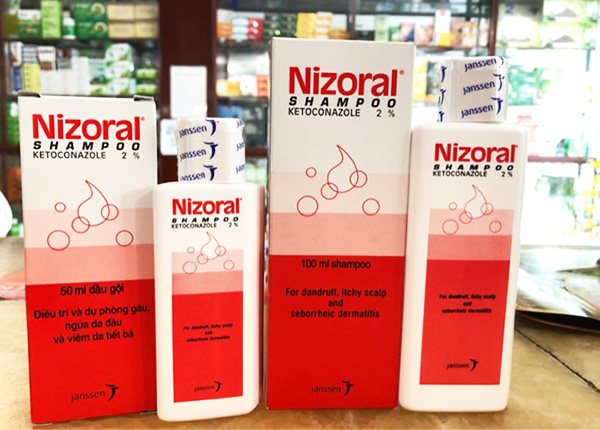 Nizoral®
SHAMPOO
KETOCONAZOLE 2 %
50 ml dầu gội
Điều trị và dự phòng gàu,
ngứa da đầu
và viêm da tiết bã
janssen
janssen
Nizoral®
SHAMPOO
KETOCONAZOLE 2 %
For dandruff, itchy scalp
and
seborrheic dermatitis
janssen
Nizoral®
SHAMPOO
KETOCONAZOLE 2 %
100 ml shampoo
For dandruff, itchy scalp
and
seborrheic dermatitis
janssen
janssen
janssen
Nizoral®
SHAMPOO
KETOCONAZOLE 2%
For dandruff, itchy scalp
and
seborrheic dermatitis
janssen